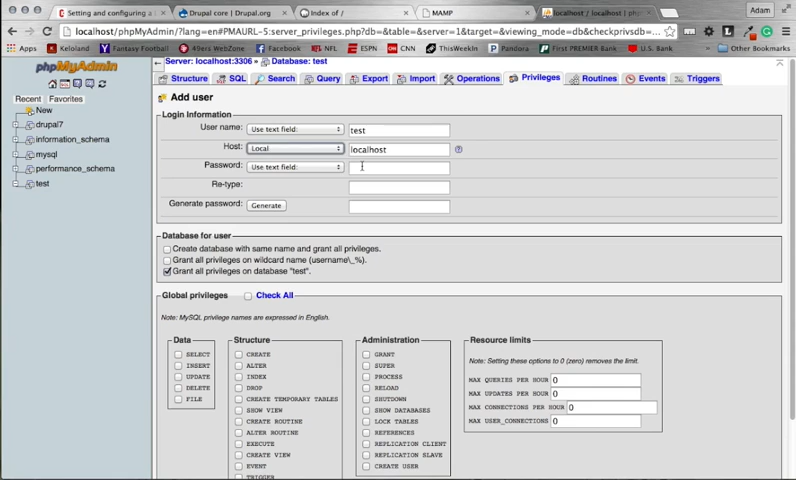 Setting and configuring a l
Drupal core | Drupal.org
Index of /
MAMP
localhost / localhost | phe
Adam
localhost/phpMyAdmin/?lang=en#PMAURL-5:server_privileges.php?db=&table=&server=1&target=&viewing_mode=db&checkprivsdb=...
Apps
Keloland
Fantasy Football
49ers WebZone
Facebook
NFL
ESPN
CNN
ThisWeekIn
Pandora
First PREMIER Bank
U.S. Bank
Other Bookmarks
phpMyAdmin
Recent Favorites
New
drupal7
information_schema
mysql
performance_schema
test
Server: localhost:3306 » Database: test
Structure SQL Search Query Export Import Operations Privileges Routines Events Triggers
Add user
Login Information
User name: Use text field: test
Host: Local localhost
Password: Use text field:
Re-type:
Generate password: Generate
Database for user
Create database with same name and grant all privileges.
Grant all privileges on wildcard name (username\_%).
Grant all privileges on database "test".
Global privileges Check All
Note: MySQL privilege names are expressed in English.
Data
SELECT
INSERT
UPDATE
DELETE
FILE
Structure
CREATE
ALTER
INDEX
DROP
CREATE TEMPORARY TABLES
SHOW VIEW
CREATE ROUTINE
ALTER ROUTINE
EXECUTE
CREATE VIEW
EVENT
TRIGGER
Administration
GRANT
SUPER
PROCESS
RELOAD
SHUTDOWN
SHOW DATABASES
LOCK TABLES
REFERENCES
REPLICATION CLIENT
REPLICATION SLAVE
CREATE USER
Resource limits
Note: Setting these options to 0 (zero) removes the limit.
MAX QUERIES PER HOUR 0
MAX UPDATES PER HOUR 0
MAX CONNECTIONS PER HOUR 0
MAX USER_CONNECTIONS 0